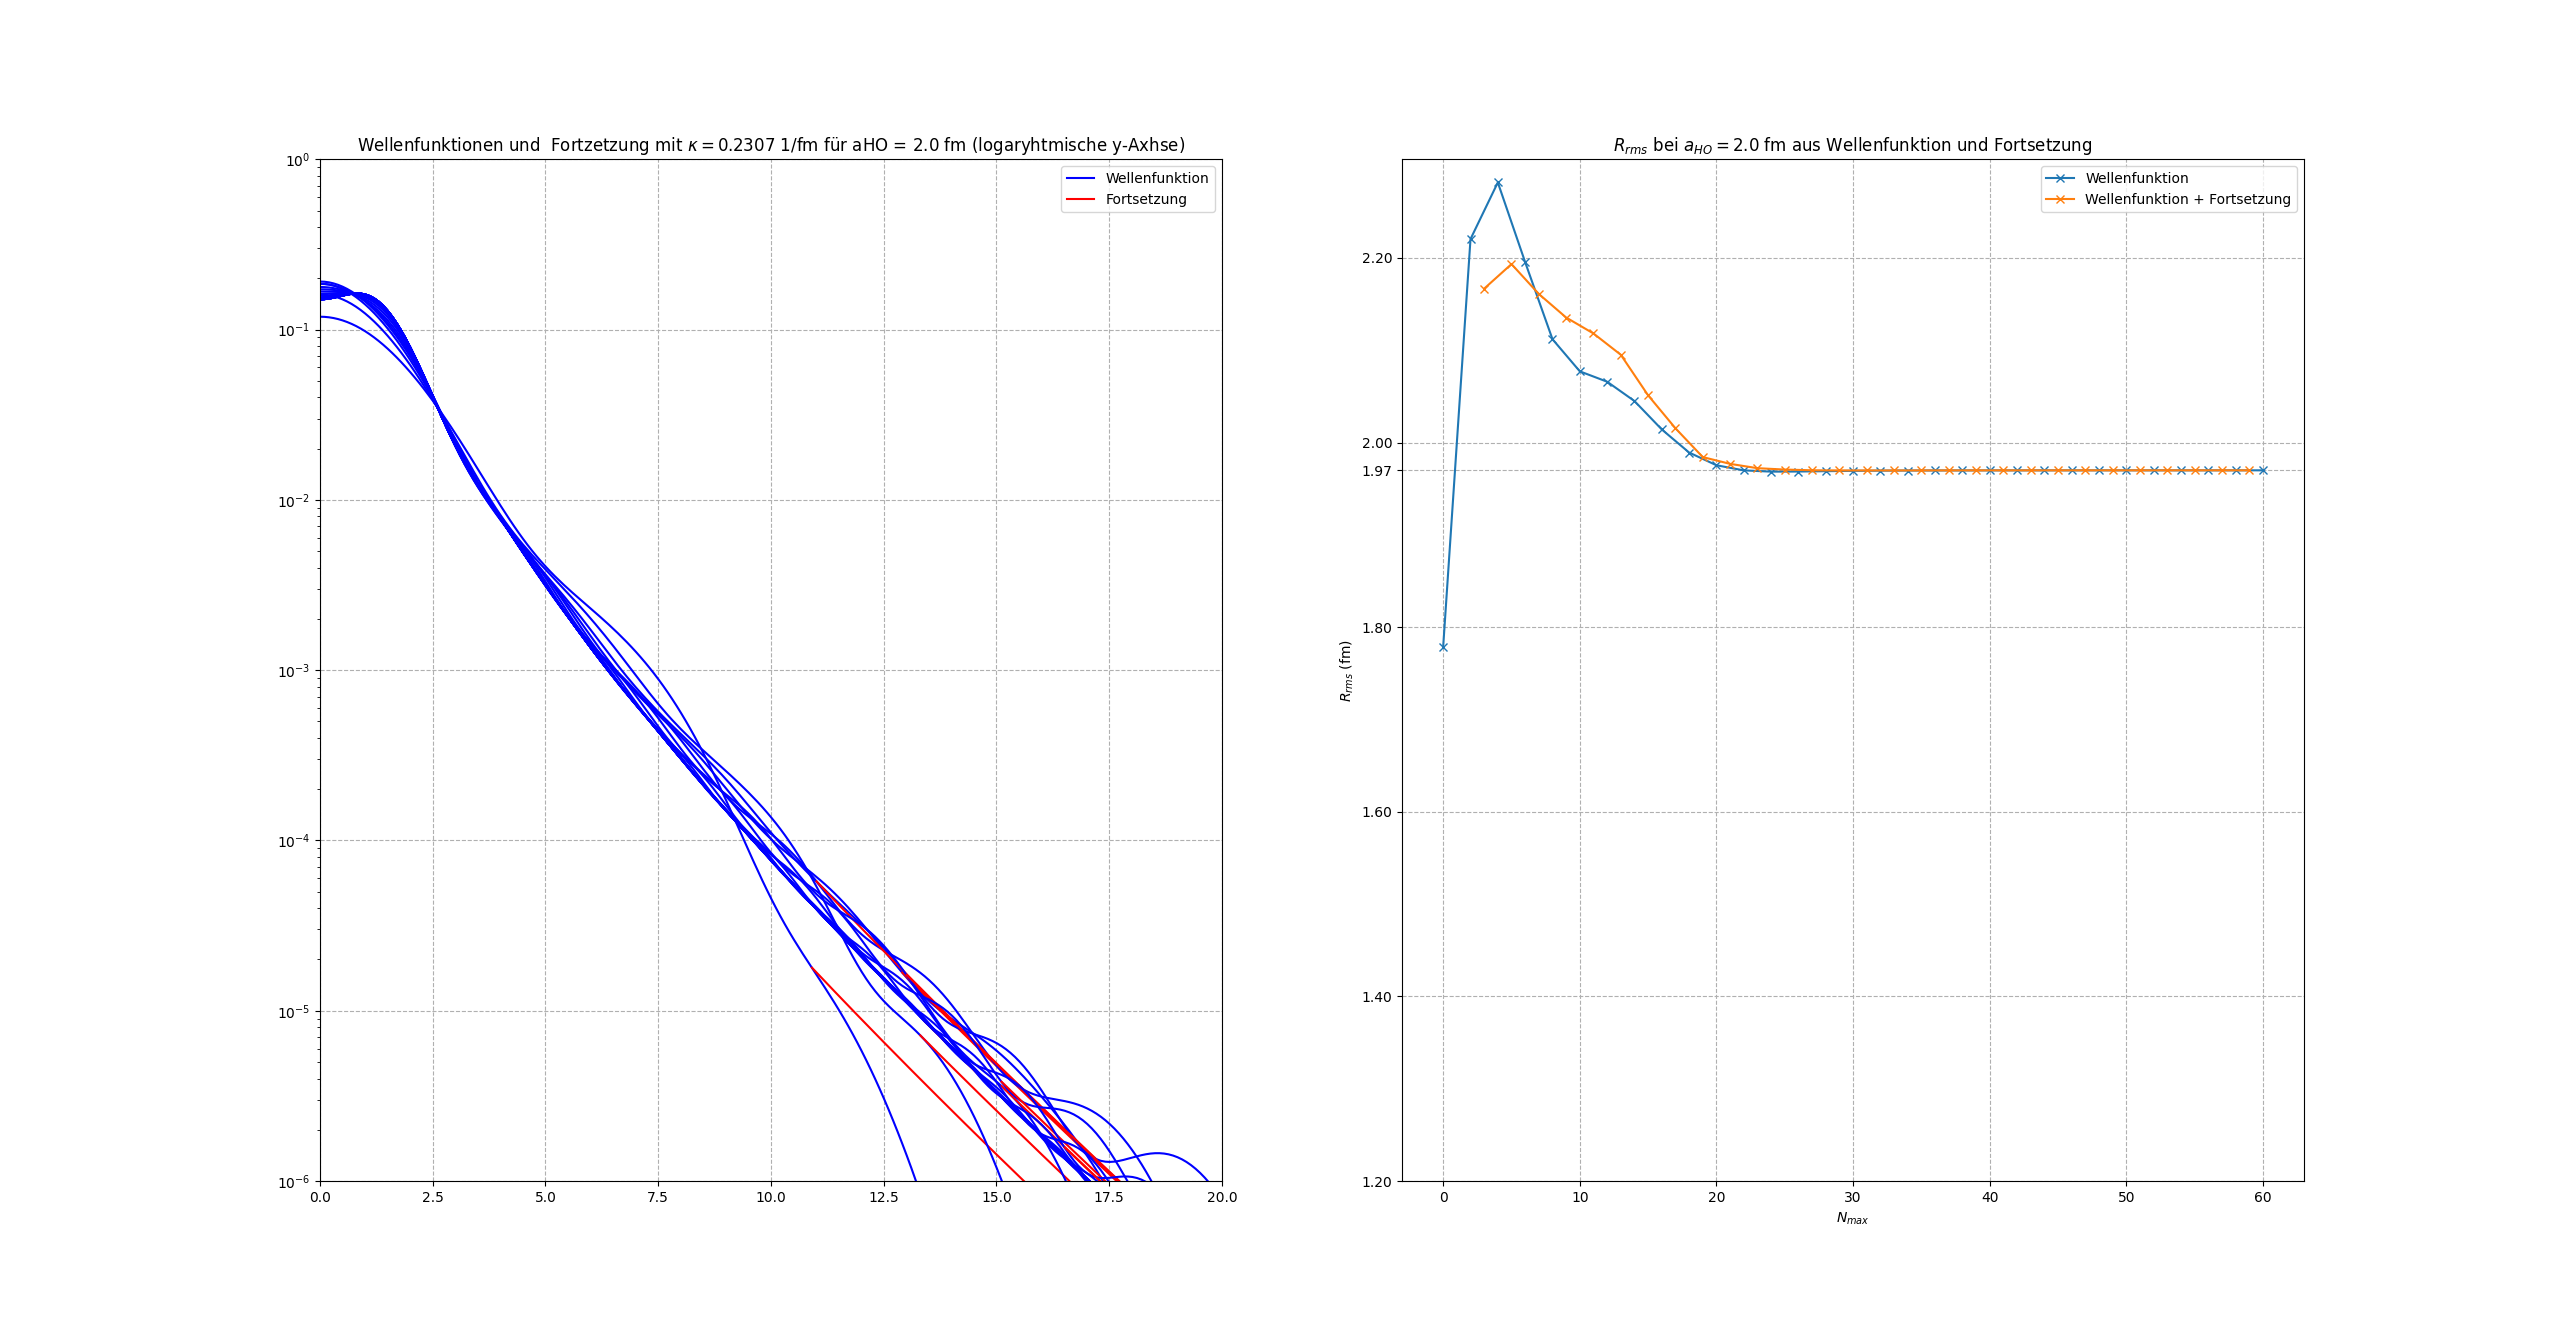 Wellenfunktionen und  Fortzetzung mit κ = 0.2307 1/fm für aHO = 2.0 fm (logaryhtmische y-Axhse)
Wellenfunktion
Fortsetzung
10⁰
10⁻¹
10⁻²
10⁻³
10⁻⁴
10⁻⁵
10⁻⁶
0.0 2.5 5.0 7.5 10.0 12.5 15.0 17.5 20.0
R_rms bei a_HO = 2.0 fm aus Wellenfunktion und Fortsetzung
Wellenfunktion
Wellenfunktion + Fortsetzung
R_rms (fm)
2.20
2.00
1.97
1.80
1.60
1.40
1.20
0 10 20 30 40 50 60
N_max